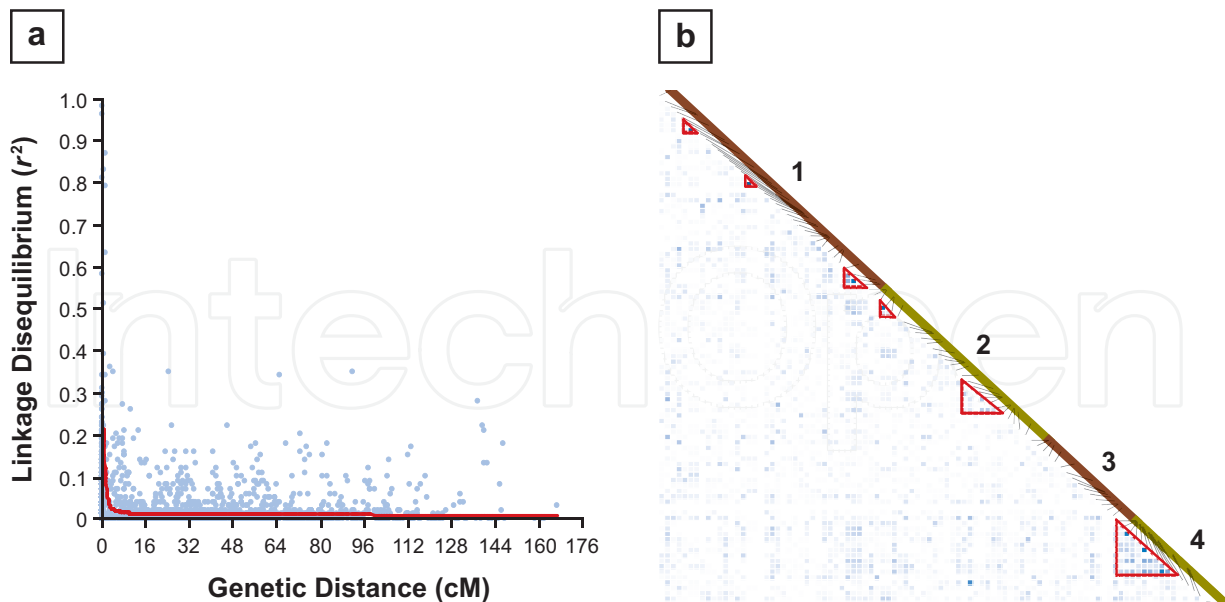 a
b
Linkage Disequilibrium (r²)
1.0
0.9
0.8
0.7
0.6
0.5
0.4
0.3
0.2
0.1
0
0 16 32 48 64 80 96 112 128 144 160 176
Genetic Distance (cM)
1
2
3
4
IntechOpen